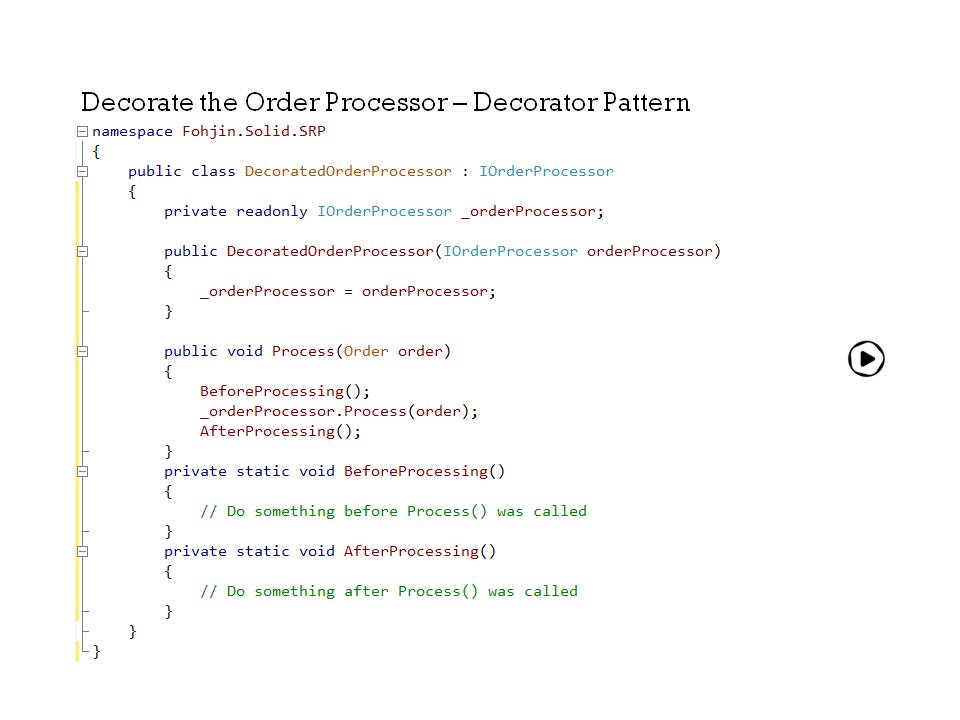 Decorate the Order Processor – Decorator Pattern
namespace Fohjin.Solid.SRP
{
    public class DecoratedOrderProcessor : IOrderProcessor
    {
        private readonly IOrderProcessor _orderProcessor;

        public DecoratedOrderProcessor(IOrderProcessor orderProcessor)
        {
            _orderProcessor = orderProcessor;
        }

        public void Process(Order order)
        {
            BeforeProcessing();
            _orderProcessor.Process(order);
            AfterProcessing();
        }
        private static void BeforeProcessing()
        {
            // Do something before Process() was called
        }
        private static void AfterProcessing()
        {
            // Do something after Process() was called
        }
    }
}